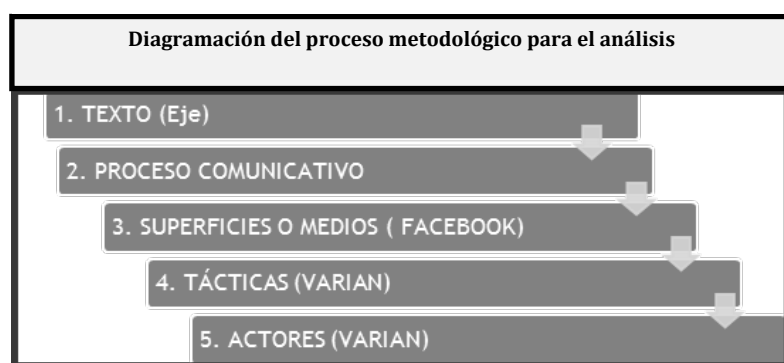 Diagramación del proceso metodológico para el análisis
1. TEXTO (Eje)
2. PROCESO COMUNICATIVO
3. SUPERFICIES O MEDIOS ( FACEBOOK)
4. TÁCTICAS (VARIAN)
5. ACTORES (VARIAN)